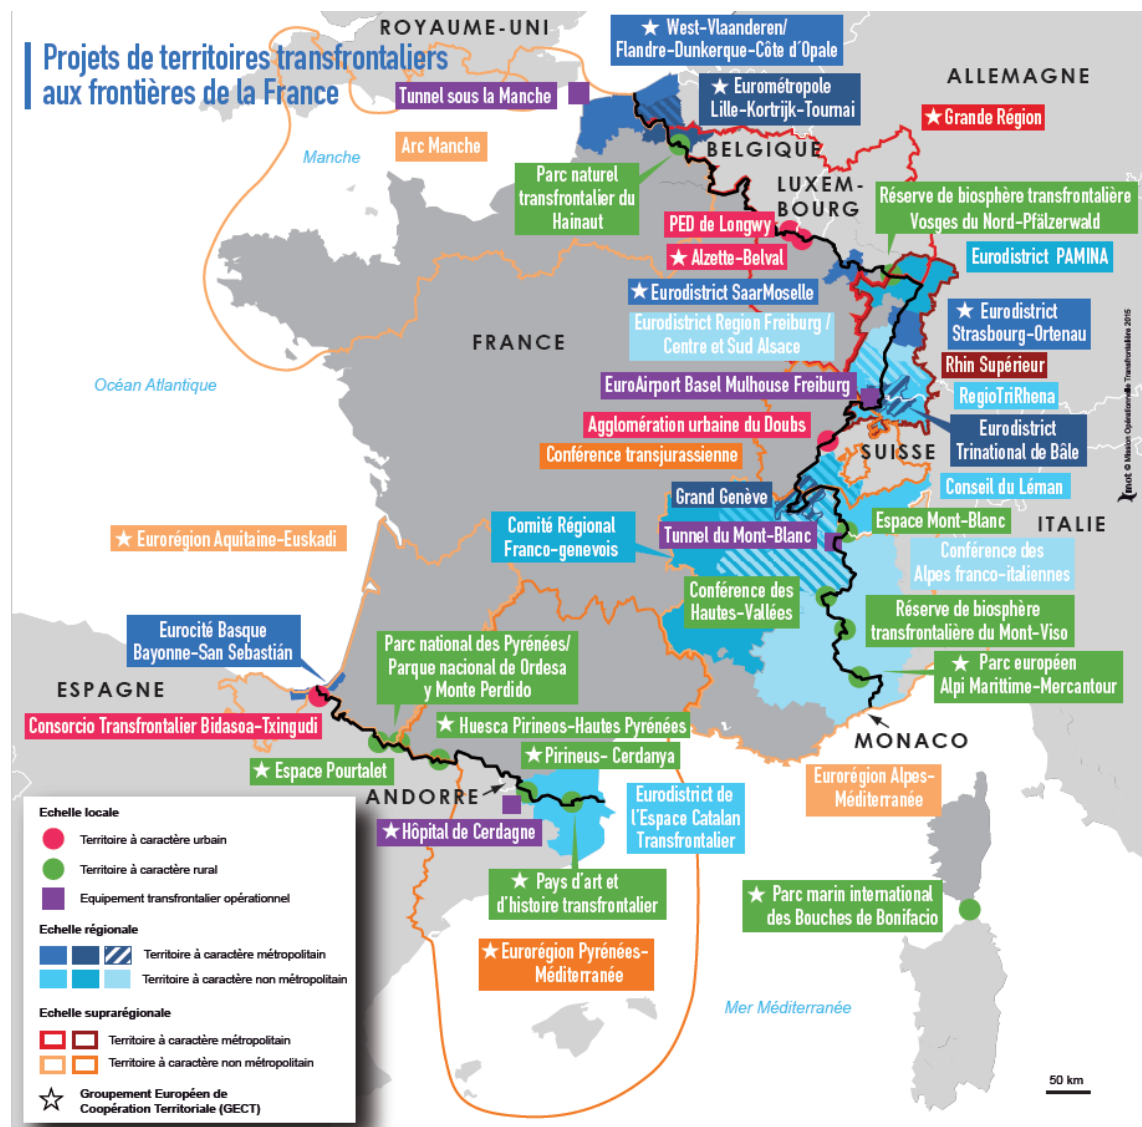 Projets de territoires transfrontaliers
aux frontières de la France
ROYAUME-UNI
★ West-Vlaanderen/
Flandre-Dunkerque-Côte d´Opale
ALLEMAGNE
Tunnel sous la Manche
★ Eurométropole
Lille-Kortrijk-Tournai
★ Grande Région
Arc Manche
Manche
BELGIQUE
Parc naturel
transfrontalier du
Hainaut
LUXEM-
BOURG
Réserve de biosphère transfrontalière
Vosges du Nord-Pfälzerwald
PED de Longwy
★ Alzette-Belval
Eurodistrict PAMINA
★ Eurodistrict SaarMoselle
★ Eurodistrict
Strasbourg-Ortenau
Eurodistrict Region Freiburg /
Centre et Sud Alsace
FRANCE
Rhin Supérieur
Océan Atlantique
EuroAirport Basel Mulhouse Freiburg
RegioTriRhena
Agglomération urbaine du Doubs
Eurodistrict
Trinational de Bâle
Conférence transjurassienne
SUISSE
Grand Genève
Conseil du Léman
Comité Régional
Franco-genevois
Tunnel du Mont-Blanc
Espace Mont-Blanc
ITALIE
★ Eurorégion Aquitaine-Euskadi
Conférence des
Alpes franco-italiennes
Conférence des
Hautes-Vallées
Réserve de biosphère
transfrontalière du Mont-Viso
Eurocité Basque
Bayonne-San Sebastián
Parc national des Pyrénées/
Parque nacional de Ordesa
y Monte Perdido
★ Parc européen
Alpi Marittime-Mercantour
ESPAGNE
Consorcio Transfrontalier Bidasoa-Txingudi
★ Huesca Pirineos-Hautes Pyrénées
MONACO
★ Pirineus- Cerdanya
★ Espace Pourtalet
ANDORRE
Eurorégion Alpes-
Méditerranée
Eurodistrict de
l'Espace Catalan
Transfrontalier
★ Hôpital de Cerdagne
★ Pays d'art et
d'histoire transfrontalier
★ Parc marin international
des Bouches de Bonifacio
★ Eurorégion Pyrénées-
Méditerranée
Mer Méditerranée
50 km
Echelle locale
Territoire à caractère urbain
Territoire à caractère rural
Equipement transfrontalier opérationnel
Echelle régionale
Territoire à caractère métropolitain
Territoire à caractère non métropolitain
Echelle suprarégionale
Territoire à caractère métropolitain
Territoire à caractère non métropolitain
Groupement Européen de
Coopération Territoriale (GECT)
mot © Mission Opérationnelle Transfrontalière 2015